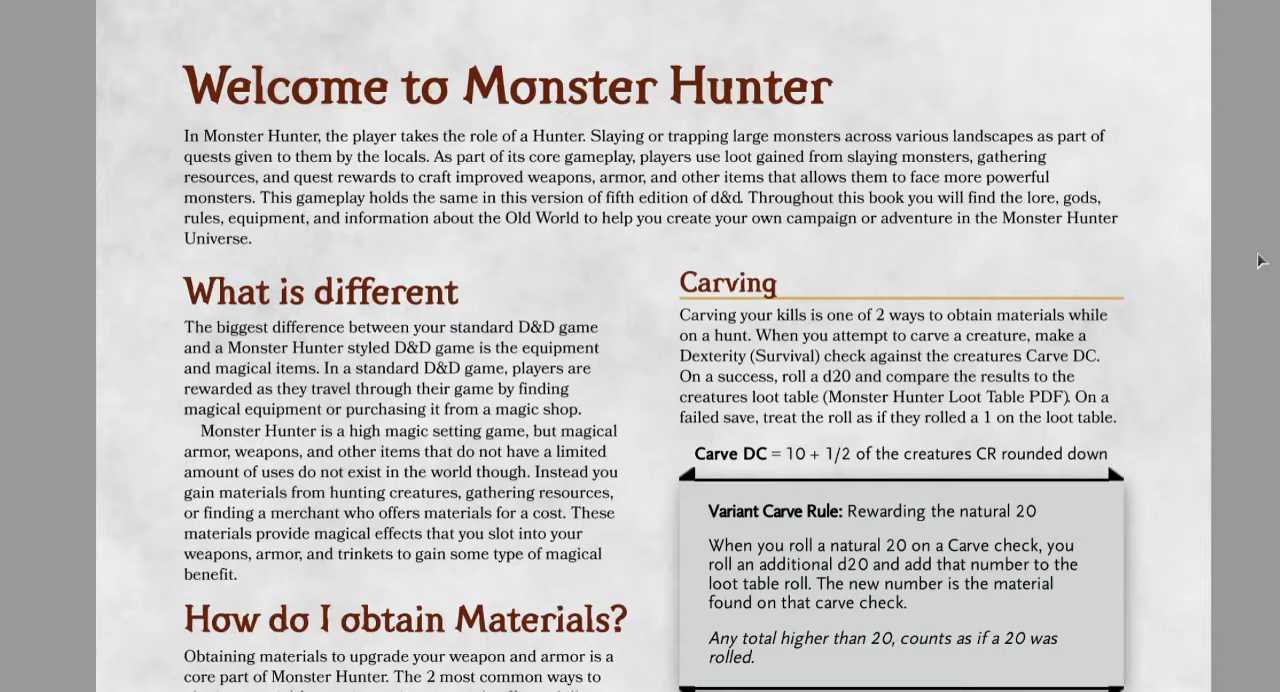 Welcome to Monster Hunter
In Monster Hunter, the player takes the role of a Hunter. Slaying or trapping large monsters across various landscapes as part of
quests given to them by the locals. As part of its core gameplay, players use loot gained from slaying monsters, gathering
resources, and quest rewards to craft improved weapons, armor, and other items that allows them to face more powerful
monsters. This gameplay holds the same in this version of fifth edition of d&d. Throughout this book you will find the lore, gods,
rules, equipment, and information about the Old World to help you create your own campaign or adventure in the Monster Hunter
Universe.
What is different
The biggest difference between your standard D&D game
and a Monster Hunter styled D&D game is the equipment
and magical items. In a standard D&D game, players are
rewarded as they travel through their game by finding
magical equipment or purchasing it from a magic shop.
Monster Hunter is a high magic setting game, but magical
armor, weapons, and other items that do not have a limited
amount of uses do not exist in the world though. Instead you
gain materials from hunting creatures, gathering resources,
or finding a merchant who offers materials for a cost. These
materials provide magical effects that you slot into your
weapons, armor, and trinkets to gain some type of magical
benefit.
How do I obtain Materials?
Obtaining materials to upgrade your weapon and armor is a
core part of Monster Hunter. The 2 most common ways to
Carving
Carving your kills is one of 2 ways to obtain materials while
on a hunt. When you attempt to carve a creature, make a
Dexterity (Survival) check against the creatures Carve DC.
On a success, roll a d20 and compare the results to the
creatures loot table (Monster Hunter Loot Table PDF). On a
failed save, treat the roll as if they rolled a 1 on the loot table.
Carve DC = 10 + 1/2 of the creatures CR rounded down
Variant Carve Rule: Rewarding the natural 20
When you roll a natural 20 on a Carve check, you
roll an additional d20 and add that number to the
loot table roll. The new number is the material
found on that carve check.
Any total higher than 20, counts as if a 20 was
rolled.